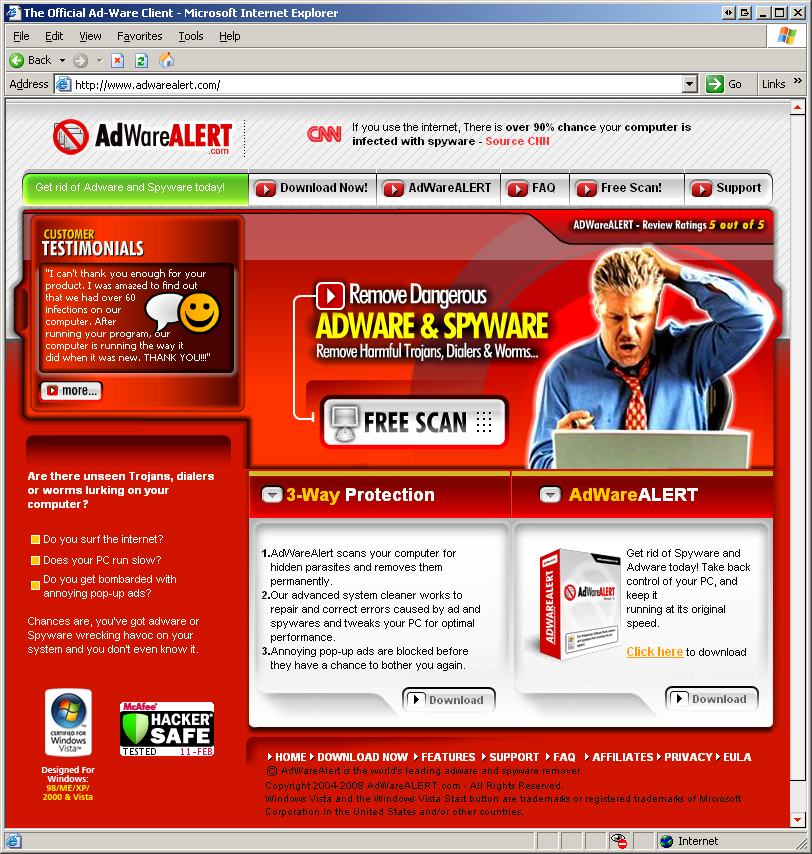 The Official Ad-Ware Client - Microsoft Internet Explorer
File Edit View Favorites Tools Help
Back
Address http://www.adwarealert.com/ Go Links »
AdWareALERT
.com
CNN
If you use the internet, There is over 90% chance your computer is
infected with spyware - Source CNN
Get rid of Adware and Spyware today!
Download Now!
AdWareALERT
FAQ
Free Scan!
Support
CUSTOMER
TESTIMONIALS
"I can't thank you enough for your
product. I was amazed to find out
that we had over 60
infections on our
computer. After
running your program, our
computer is running the way it
did when it was new. THANK YOU!!!"
more...
ADWareALERT - Review Ratings 5 out of 5
Remove Dangerous
ADWARE & SPYWARE
Remove Harmful Trojans, Dialers & Worms...
FREE SCAN
Are there unseen Trojans, dialers
or worms lurking on your
computer?
Do you surf the internet?
Does your PC run slow?
Do you get bombarded with
annoying pop-up ads?
Chances are, you've got adware or
Spyware wrecking havoc on your
system and you don't even know it.
CERTIFIED FOR
Windows
Vista™
Designed For
Windows:
98/ME/XP/
2000 & Vista
McAfee
HACKER
SAFE
TESTED 11-FEB
3-Way Protection
1.AdWareAlert scans your computer for
hidden parasites and removes them
permanently.
2.Our advanced system cleaner works to
repair and correct errors caused by ad and
spywares and tweaks your PC for optimal
performance.
3.Annoying pop-up ads are blocked before
they have a chance to bother you again.
Download
AdWareALERT
ADWAREALERT
AdWareALERT
Get rid of Spyware and
Adware today! Take back
control of your PC, and
keep it
running at its original
speed.
Click here to download
Download
HOME DOWNLOAD NOW FEATURES SUPPORT FAQ AFFILIATES PRIVACY EULA
© AdWareAlert is the world's leading adware and spyware remover.
Copyright 2004-2008 AdWareALERT.com - All Rights Reserved.
Windows Vista and the Windows Vista Start button are trademarks or registered trademarks of Microsoft
Corporation in the United States and/or other countries.
Internet